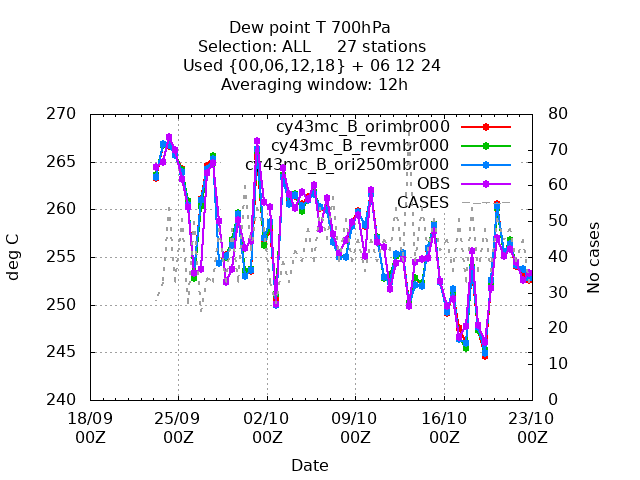 Dew point T 700hPa
Selection: ALL 27 stations
Used {00,06,12,18} + 06 12 24
Averaging window: 12h
270
265
260
255
250
245
240
deg C
80
70
60
50
40
30
20
10
0
No cases
cy43mc_B_orimbr000
cy43mc_B_revmbr000
cy43mc_B_ori250mbr000
OBS
CASES
18/09 25/09 02/10 09/10 16/10 23/10
00Z 00Z 00Z 00Z 00Z 00Z
Date